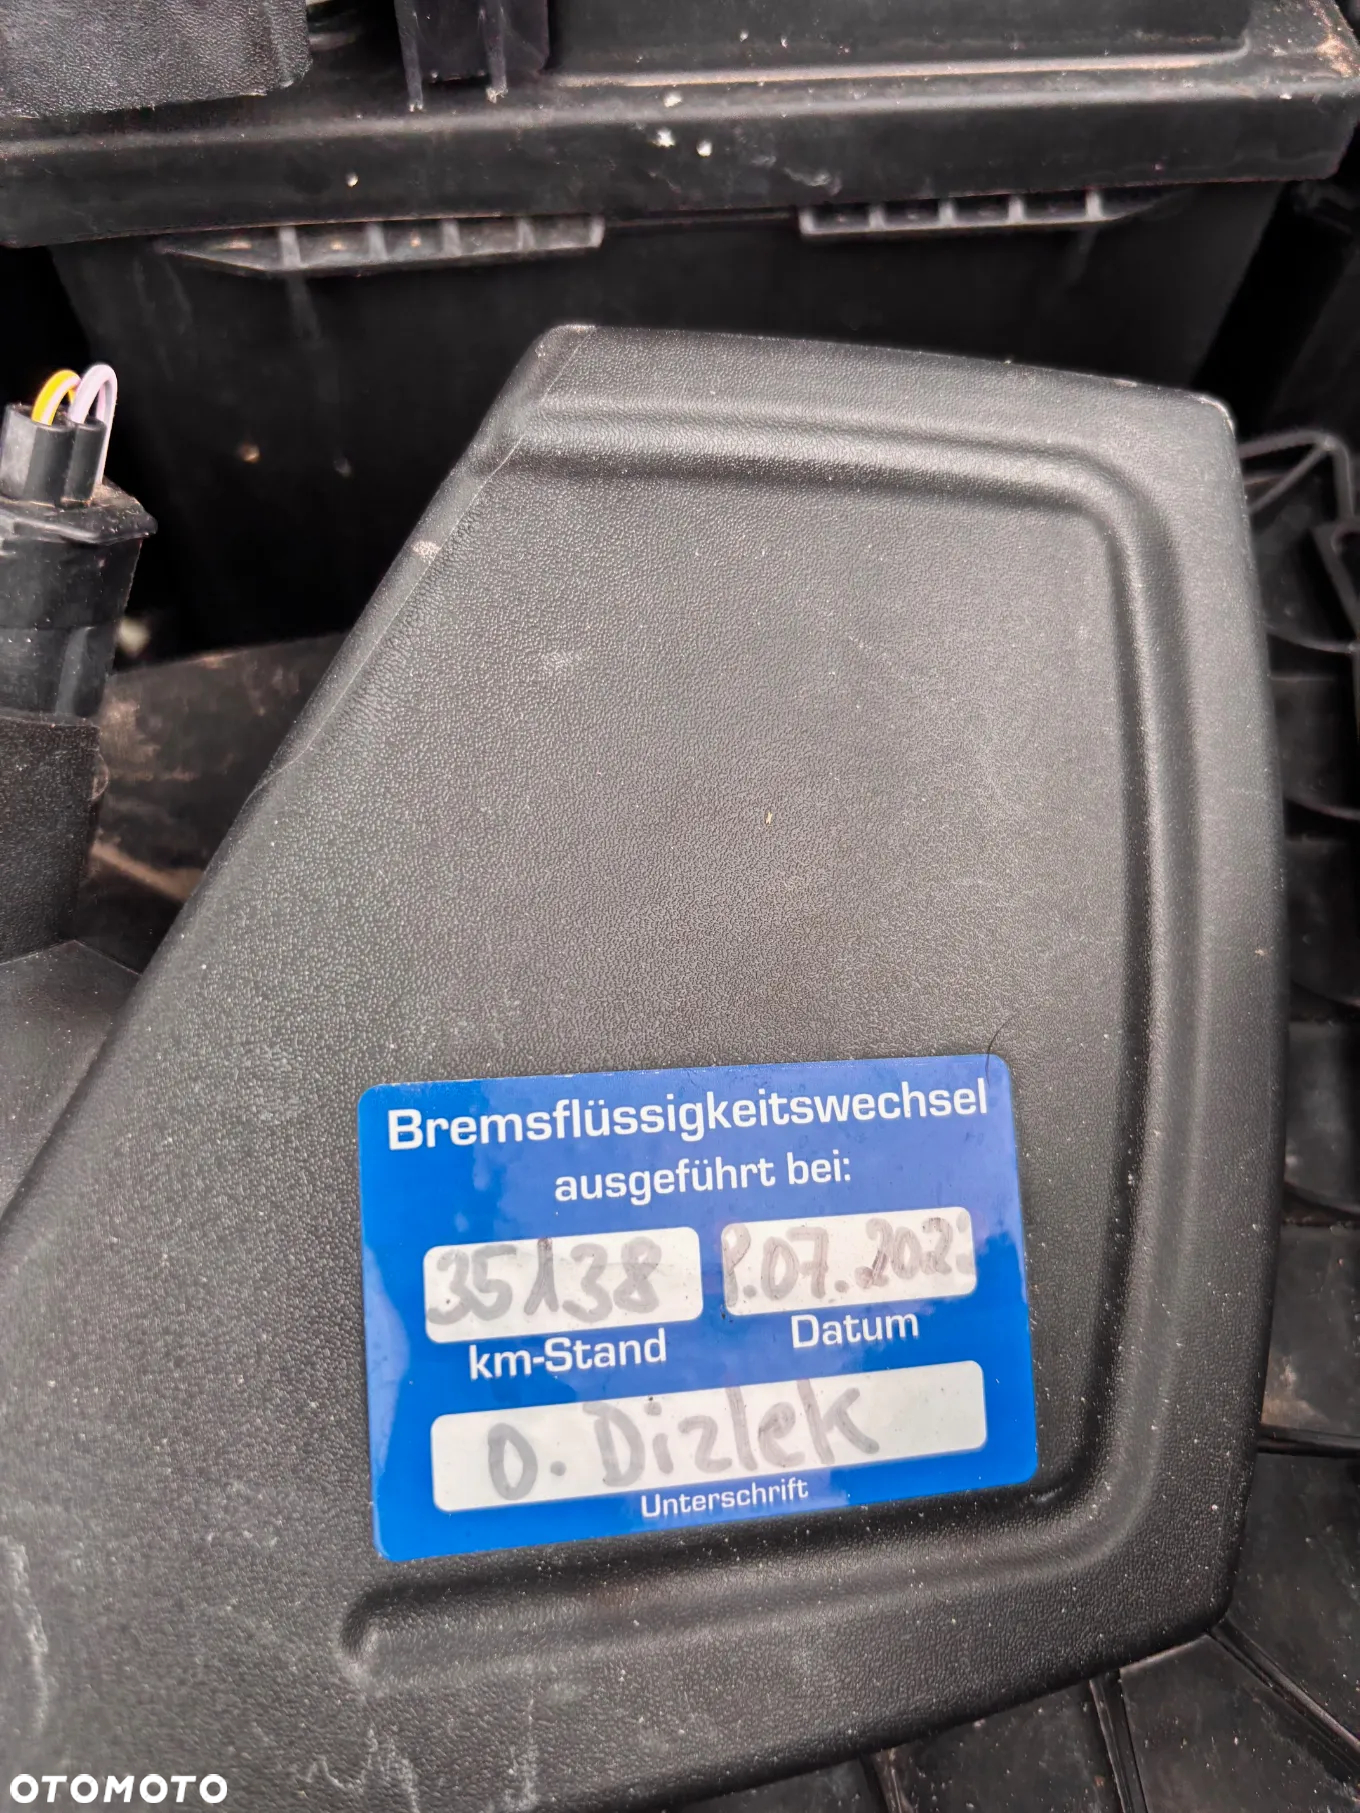 Bremsflüssigkeitswechsel
ausgeführt bei:
35138
km-Stand
Datum
O. Dizlek
Unterschrift
OTOMOTO